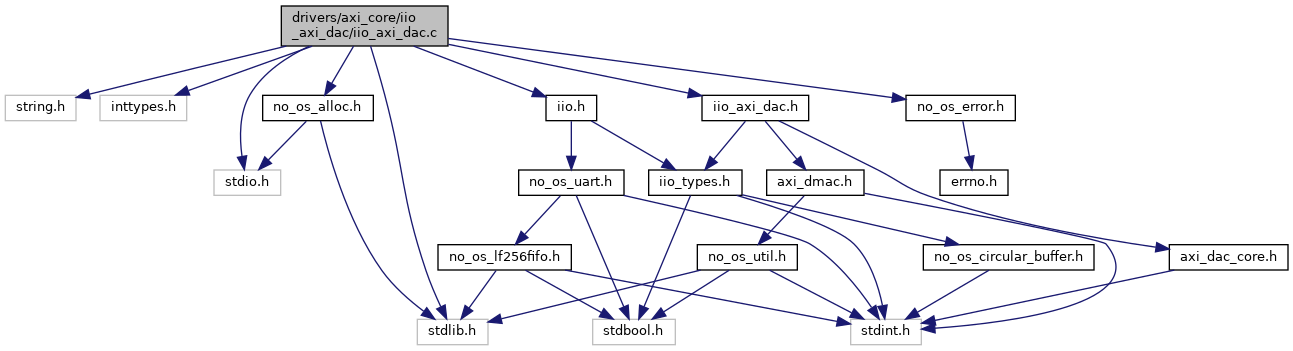 drivers/axi_core/iio
_axi_dac/iio_axi_dac.c
string.h
inttypes.h
no_os_alloc.h
iio.h
iio_axi_dac.h
no_os_error.h
stdio.h
no_os_uart.h
iio_types.h
axi_dmac.h
errno.h
no_os_lf256fifo.h
no_os_util.h
no_os_circular_buffer.h
axi_dac_core.h
stdlib.h
stdbool.h
stdint.h